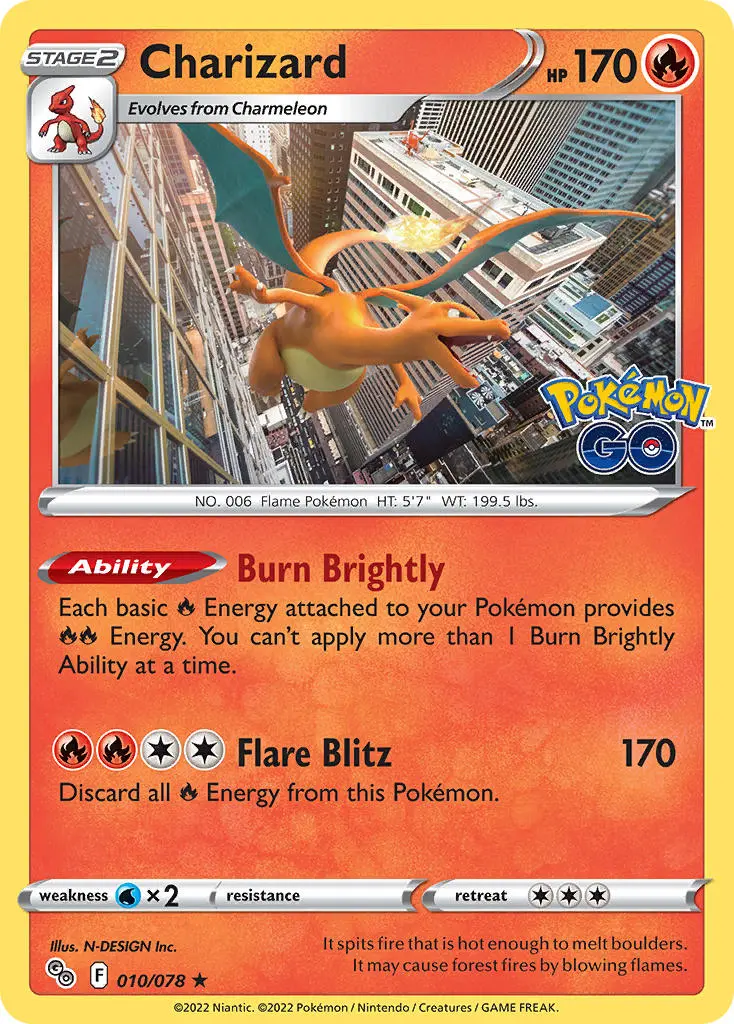 STAGE 2
Charizard
HP 170
Evolves from Charmeleon
POKéMON
GO
TM
NO. 006 Flame Pokémon HT: 5'7" WT: 199.5 lbs.
Ability Burn Brightly
Each basic Energy attached to your Pokémon provides
Energy. You can't apply more than 1 Burn Brightly
Ability at a time.
Flare Blitz 170
Discard all Energy from this Pokémon.
weakness ×2 resistance retreat
Illus. N-DESIGN Inc.
It spits fire that is hot enough to melt boulders.
It may cause forest fires by blowing flames.
GO F 010/078 ★
©2022 Niantic. ©2022 Pokémon / Nintendo / Creatures / GAME FREAK.